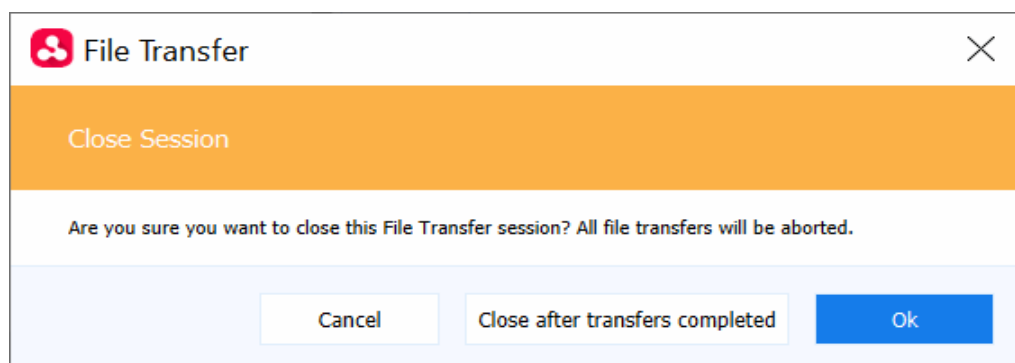 File Transfer
Close Session
Are you sure you want to close this File Transfer session? All file transfers will be aborted.
Cancel
Close after transfers completed
Ok